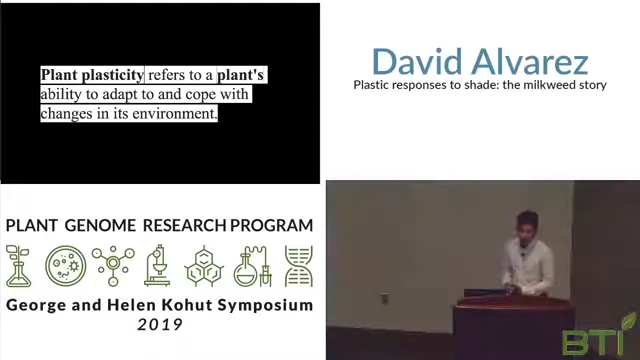 Plant plasticity refers to a plant's
ability to adapt to and cope with
changes in its environment.
David Alvarez
Plastic responses to shade: the milkweed story
PLANT GENOME RESEARCH PROGRAM
George and Helen Kohut Symposium
2019
BTI